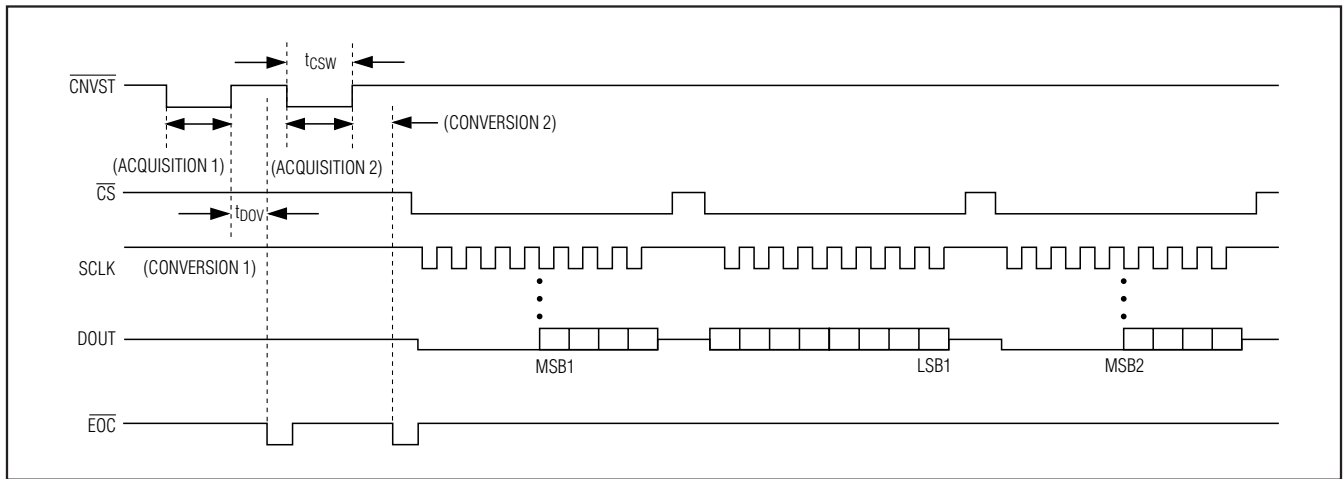 tCSW
CNVST
(CONVERSION 2)
(ACQUISITION 1)
(ACQUISITION 2)
CS
tDOV
SCLK
(CONVERSION 1)
DOUT
MSB1
LSB1
MSB2
EOC